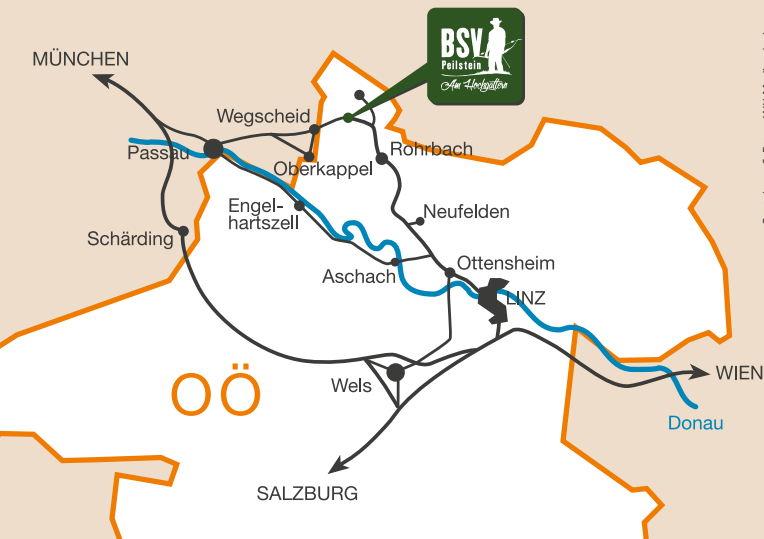 BSV
Peilstein
Am Hochgattern
MÜNCHEN
Wegscheid
Passau
Oberkappel
Rohrbach
Engel-
hartszell
Neufelden
Schärding
Aschach
Ottensheim
LINZ
OÖ
Wels
WIEN
Donau
SALZBURG